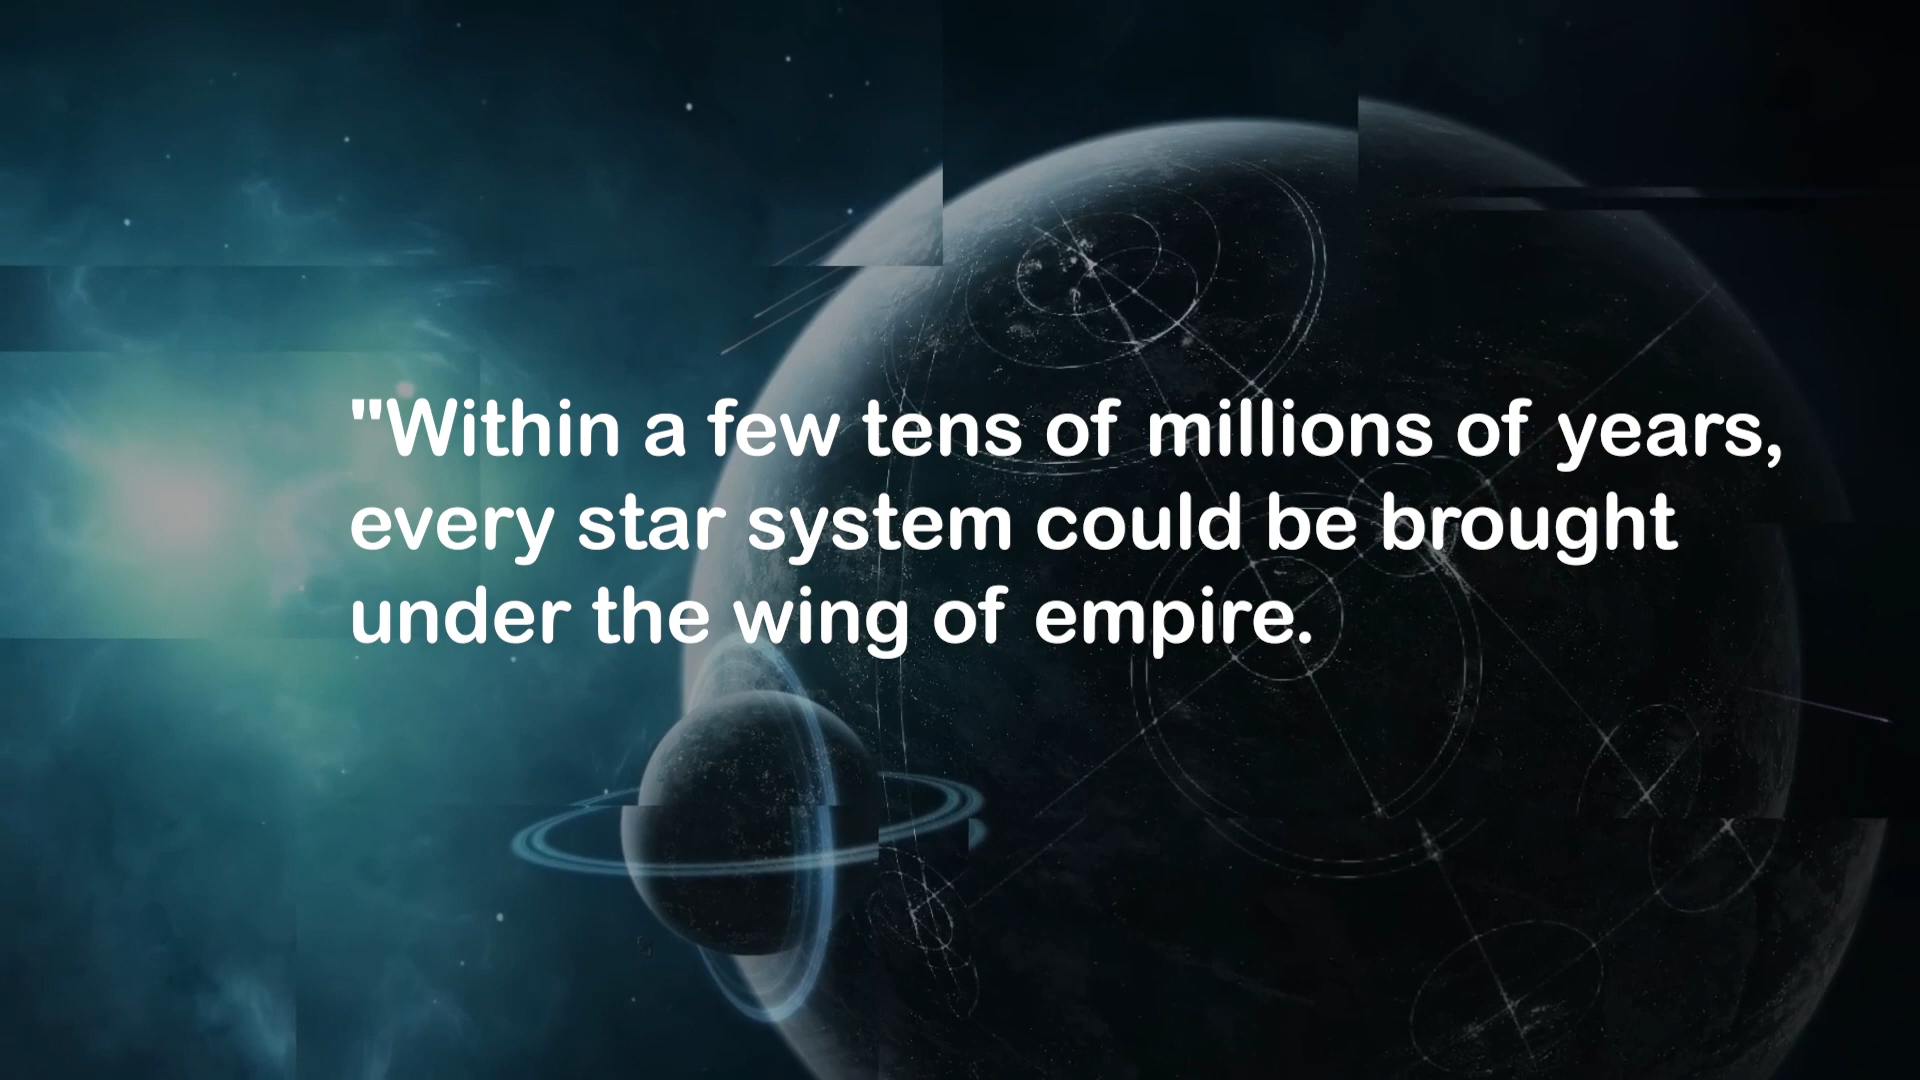 "Within a few tens of millions of years,
every star system could be brought
under the wing of empire.